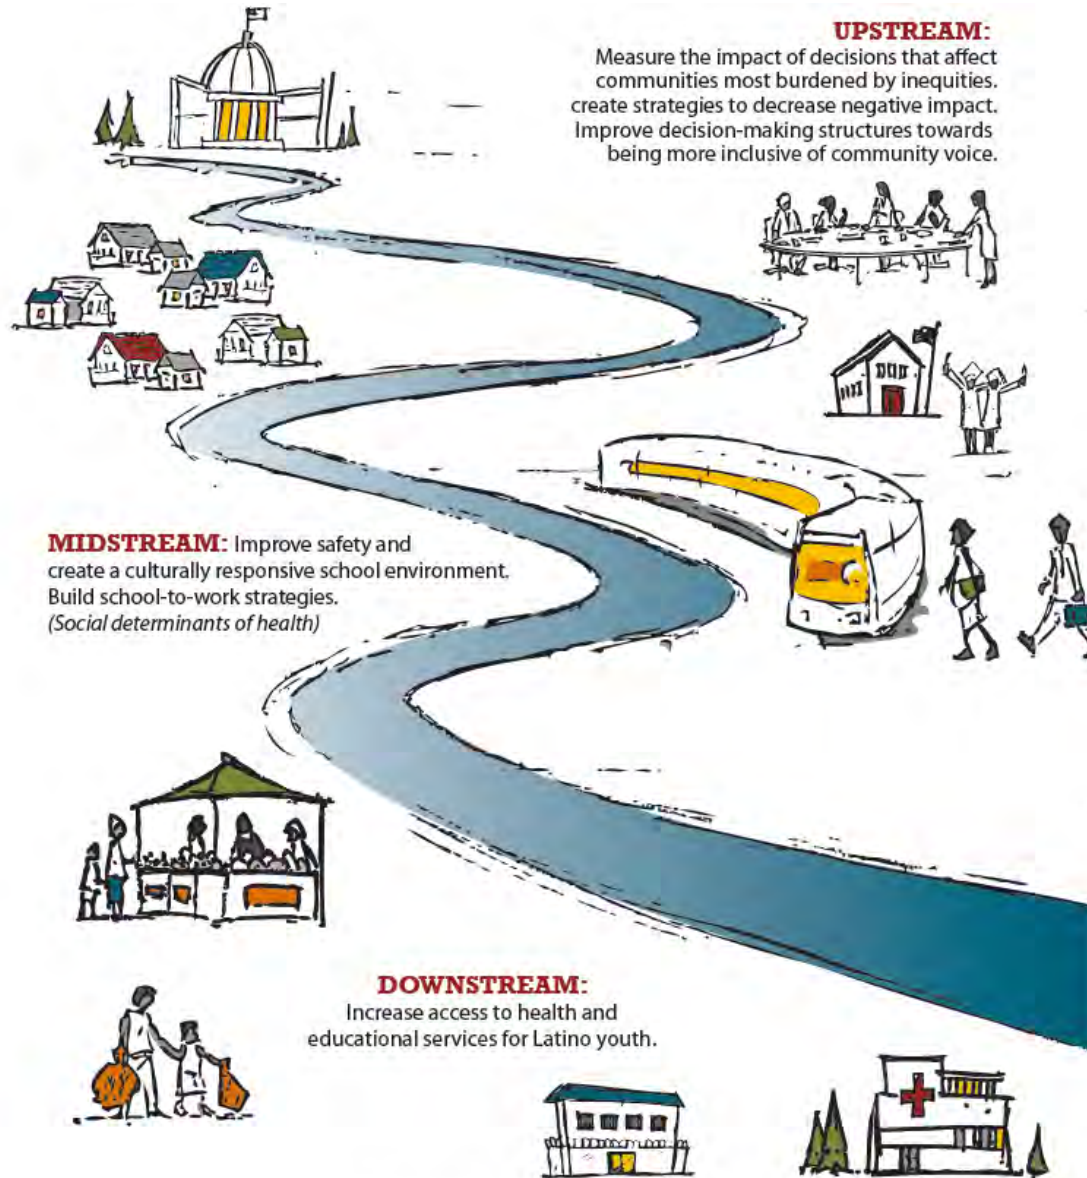 UPSTREAM:
Measure the impact of decisions that affect
communities most burdened by inequities.
create strategies to decrease negative impact.
Improve decision-making structures towards
being more inclusive of community voice.
MIDSTREAM: Improve safety and
create a culturally responsive school environment.
Build school-to-work strategies.
(Social determinants of health)
DOWNSTREAM:
Increase access to health and
educational services for Latino youth.